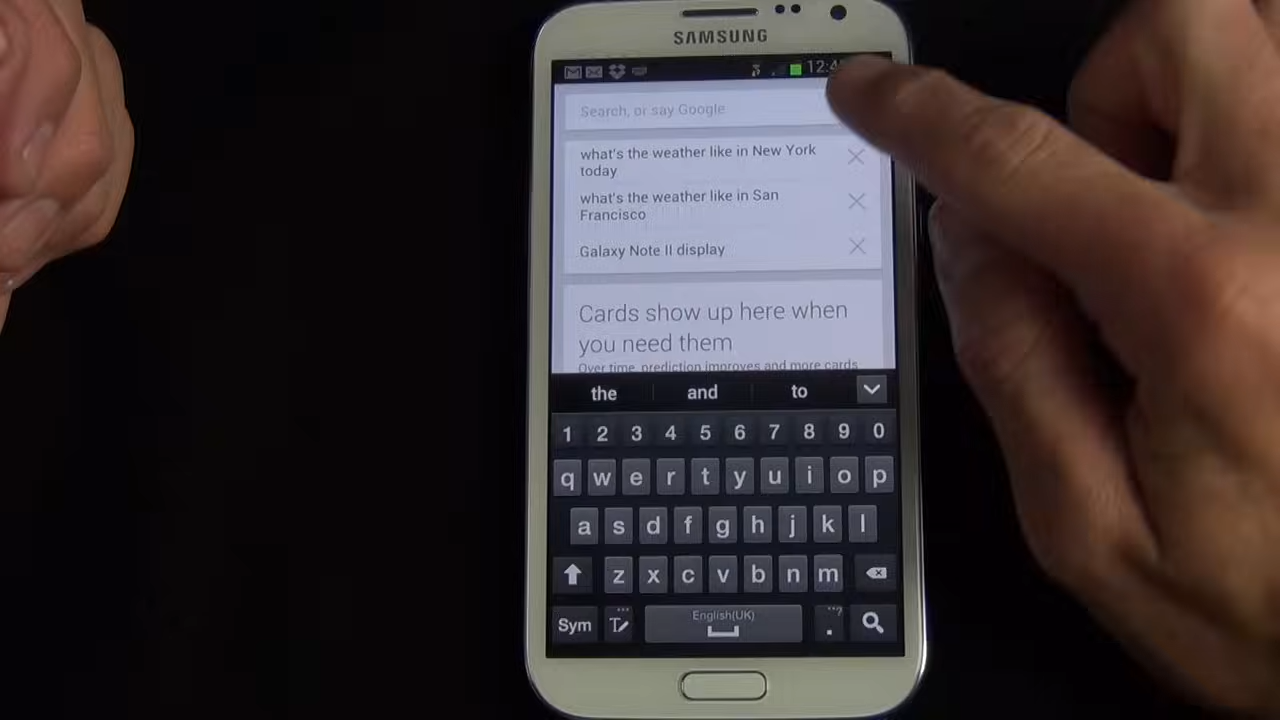 SAMSUNG
Search, or say Google
what's the weather like in New York
today
what's the weather like in San
Francisco
Galaxy Note II display
Cards show up here when
you need them
Over time, prediction improves and more cards
the and to
1 2 3 4 5 6 7 8 9 0
q w e r t y u i o p
a s d f g h j k l
z x c v b n m
Sym English(UK) .